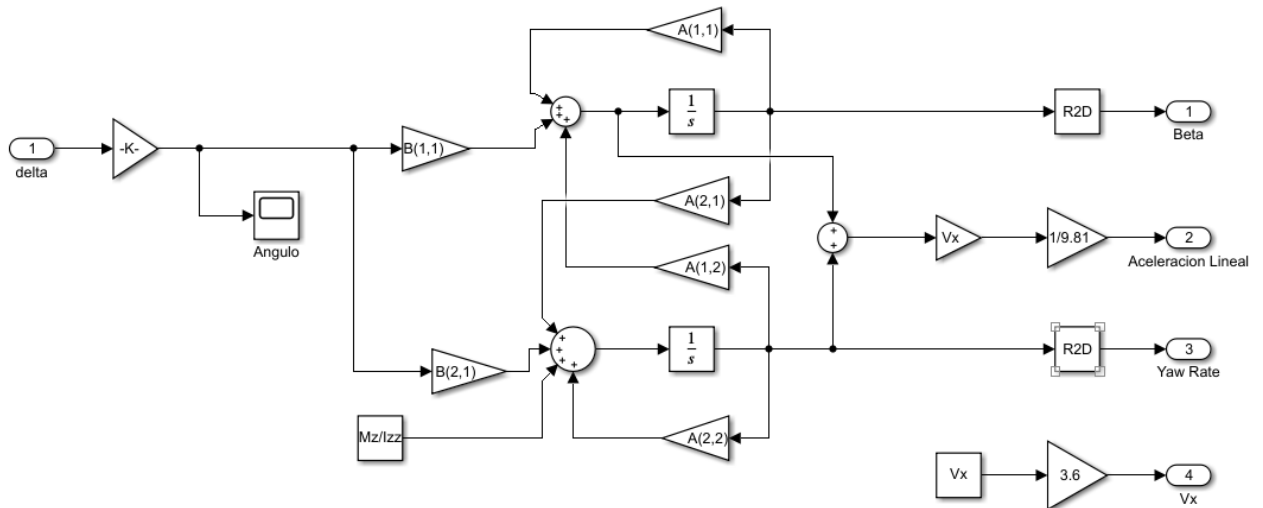 A(1,1)
+
+
+
1
s
R2D
1
Beta
1
delta
-K-
B(1,1)
Angulo
A(2,1)
A(1,2)
+
+
Vx
1/9.81
2
Aceleracion Lineal
B(2,1)
+
+
+
+
1
s
R2D
3
Yaw Rate
Mz/Izz
A(2,2)
Vx
3.6
4
Vx